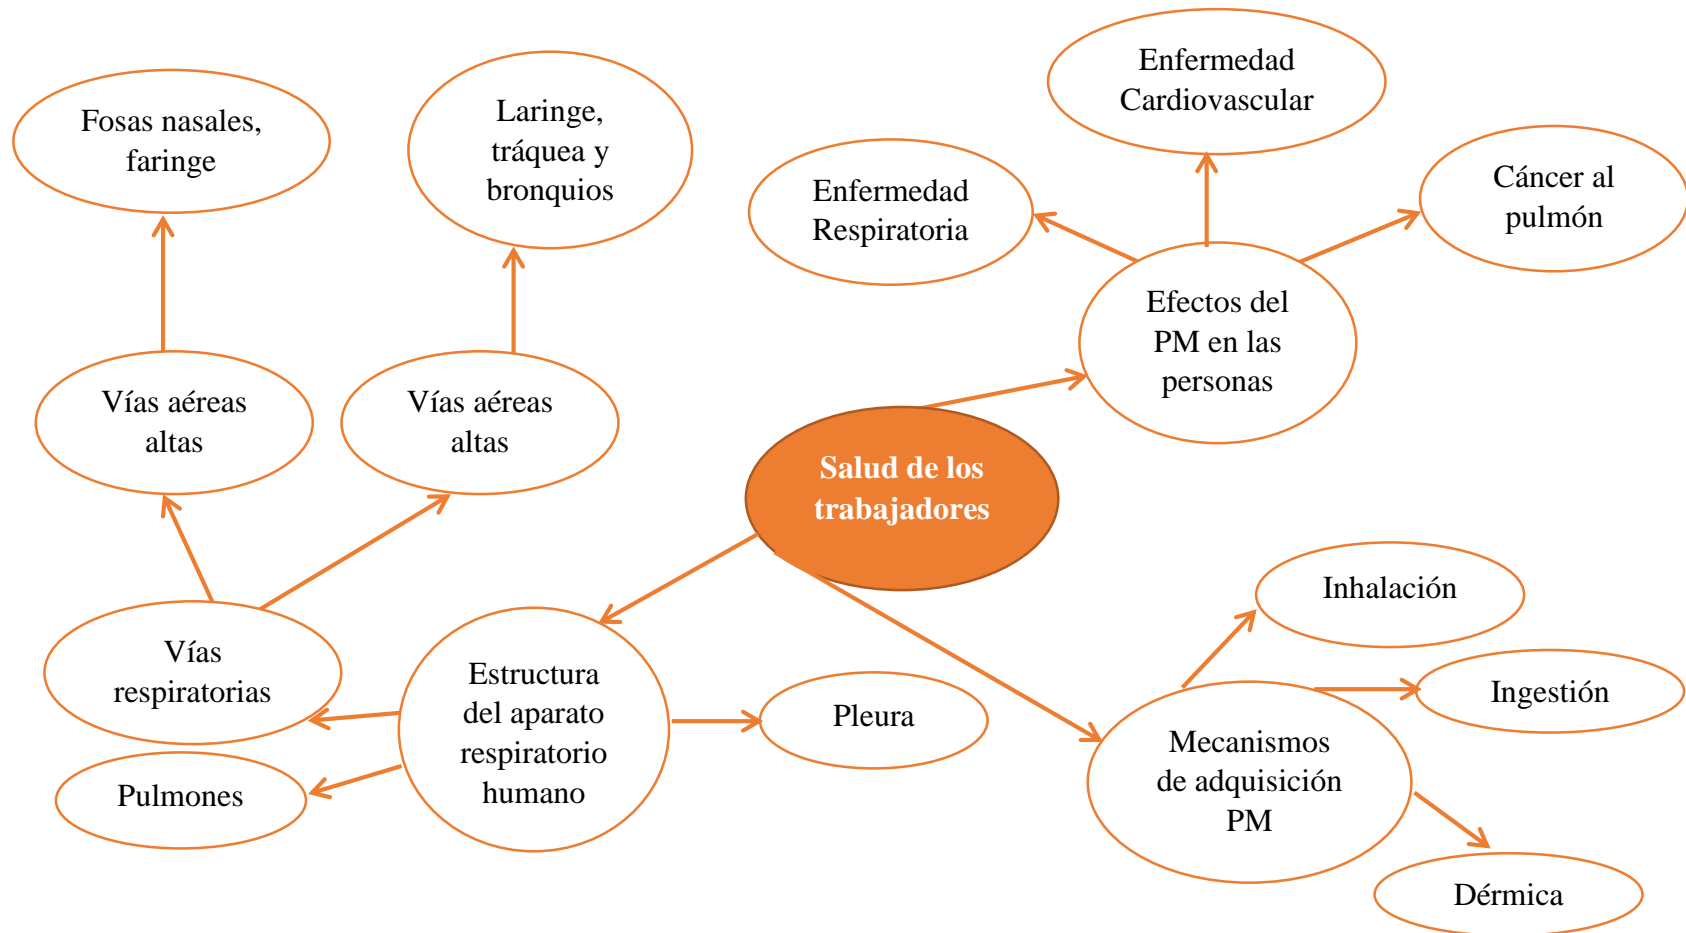 Fosas nasales,
faringe
Laringe,
tráquea y
bronquios
Enfermedad
Cardiovascular
Enfermedad
Respiratoria
Cáncer al
pulmón
Efectos del
PM en las
personas
Vías aéreas
altas
Vías aéreas
altas
Salud de los
trabajadores
Vías
respiratorias
Pulmones
Estructura
del aparato
respiratorio
humano
Pleura
Inhalación
Ingestión
Mecanismos
de adquisición
PM
Dérmica